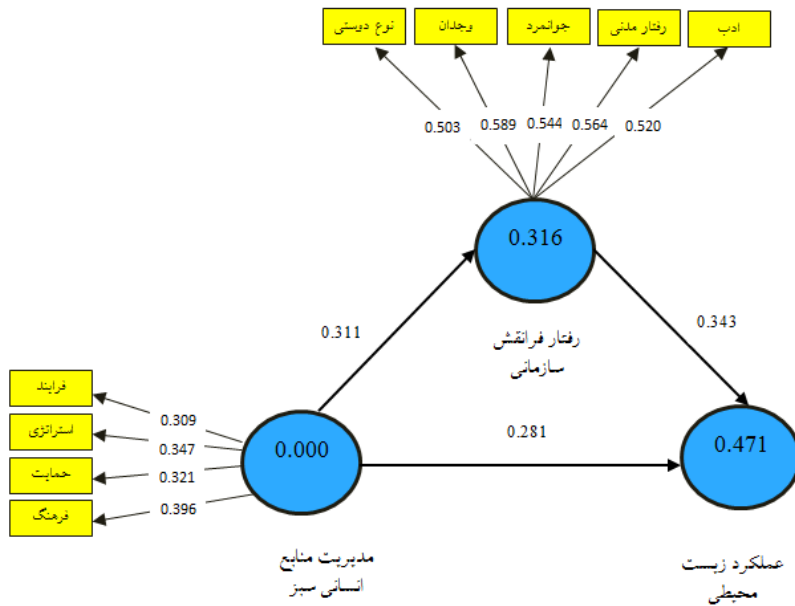 نوع دوستی
وجدان
جوانمرد
رفتار مدنی
ادب
0.503
0.589
0.544
0.564
0.520
0.316
رفتار فرانقش
سازمانی
0.311
0.343
0.281
فرایند
استراتژی
حمایت
فرهنگ
0.309
0.347
0.321
0.396
0.000
0.471
مدیریت منابع
انسانی سبز
عملکرد زیست
محیطی